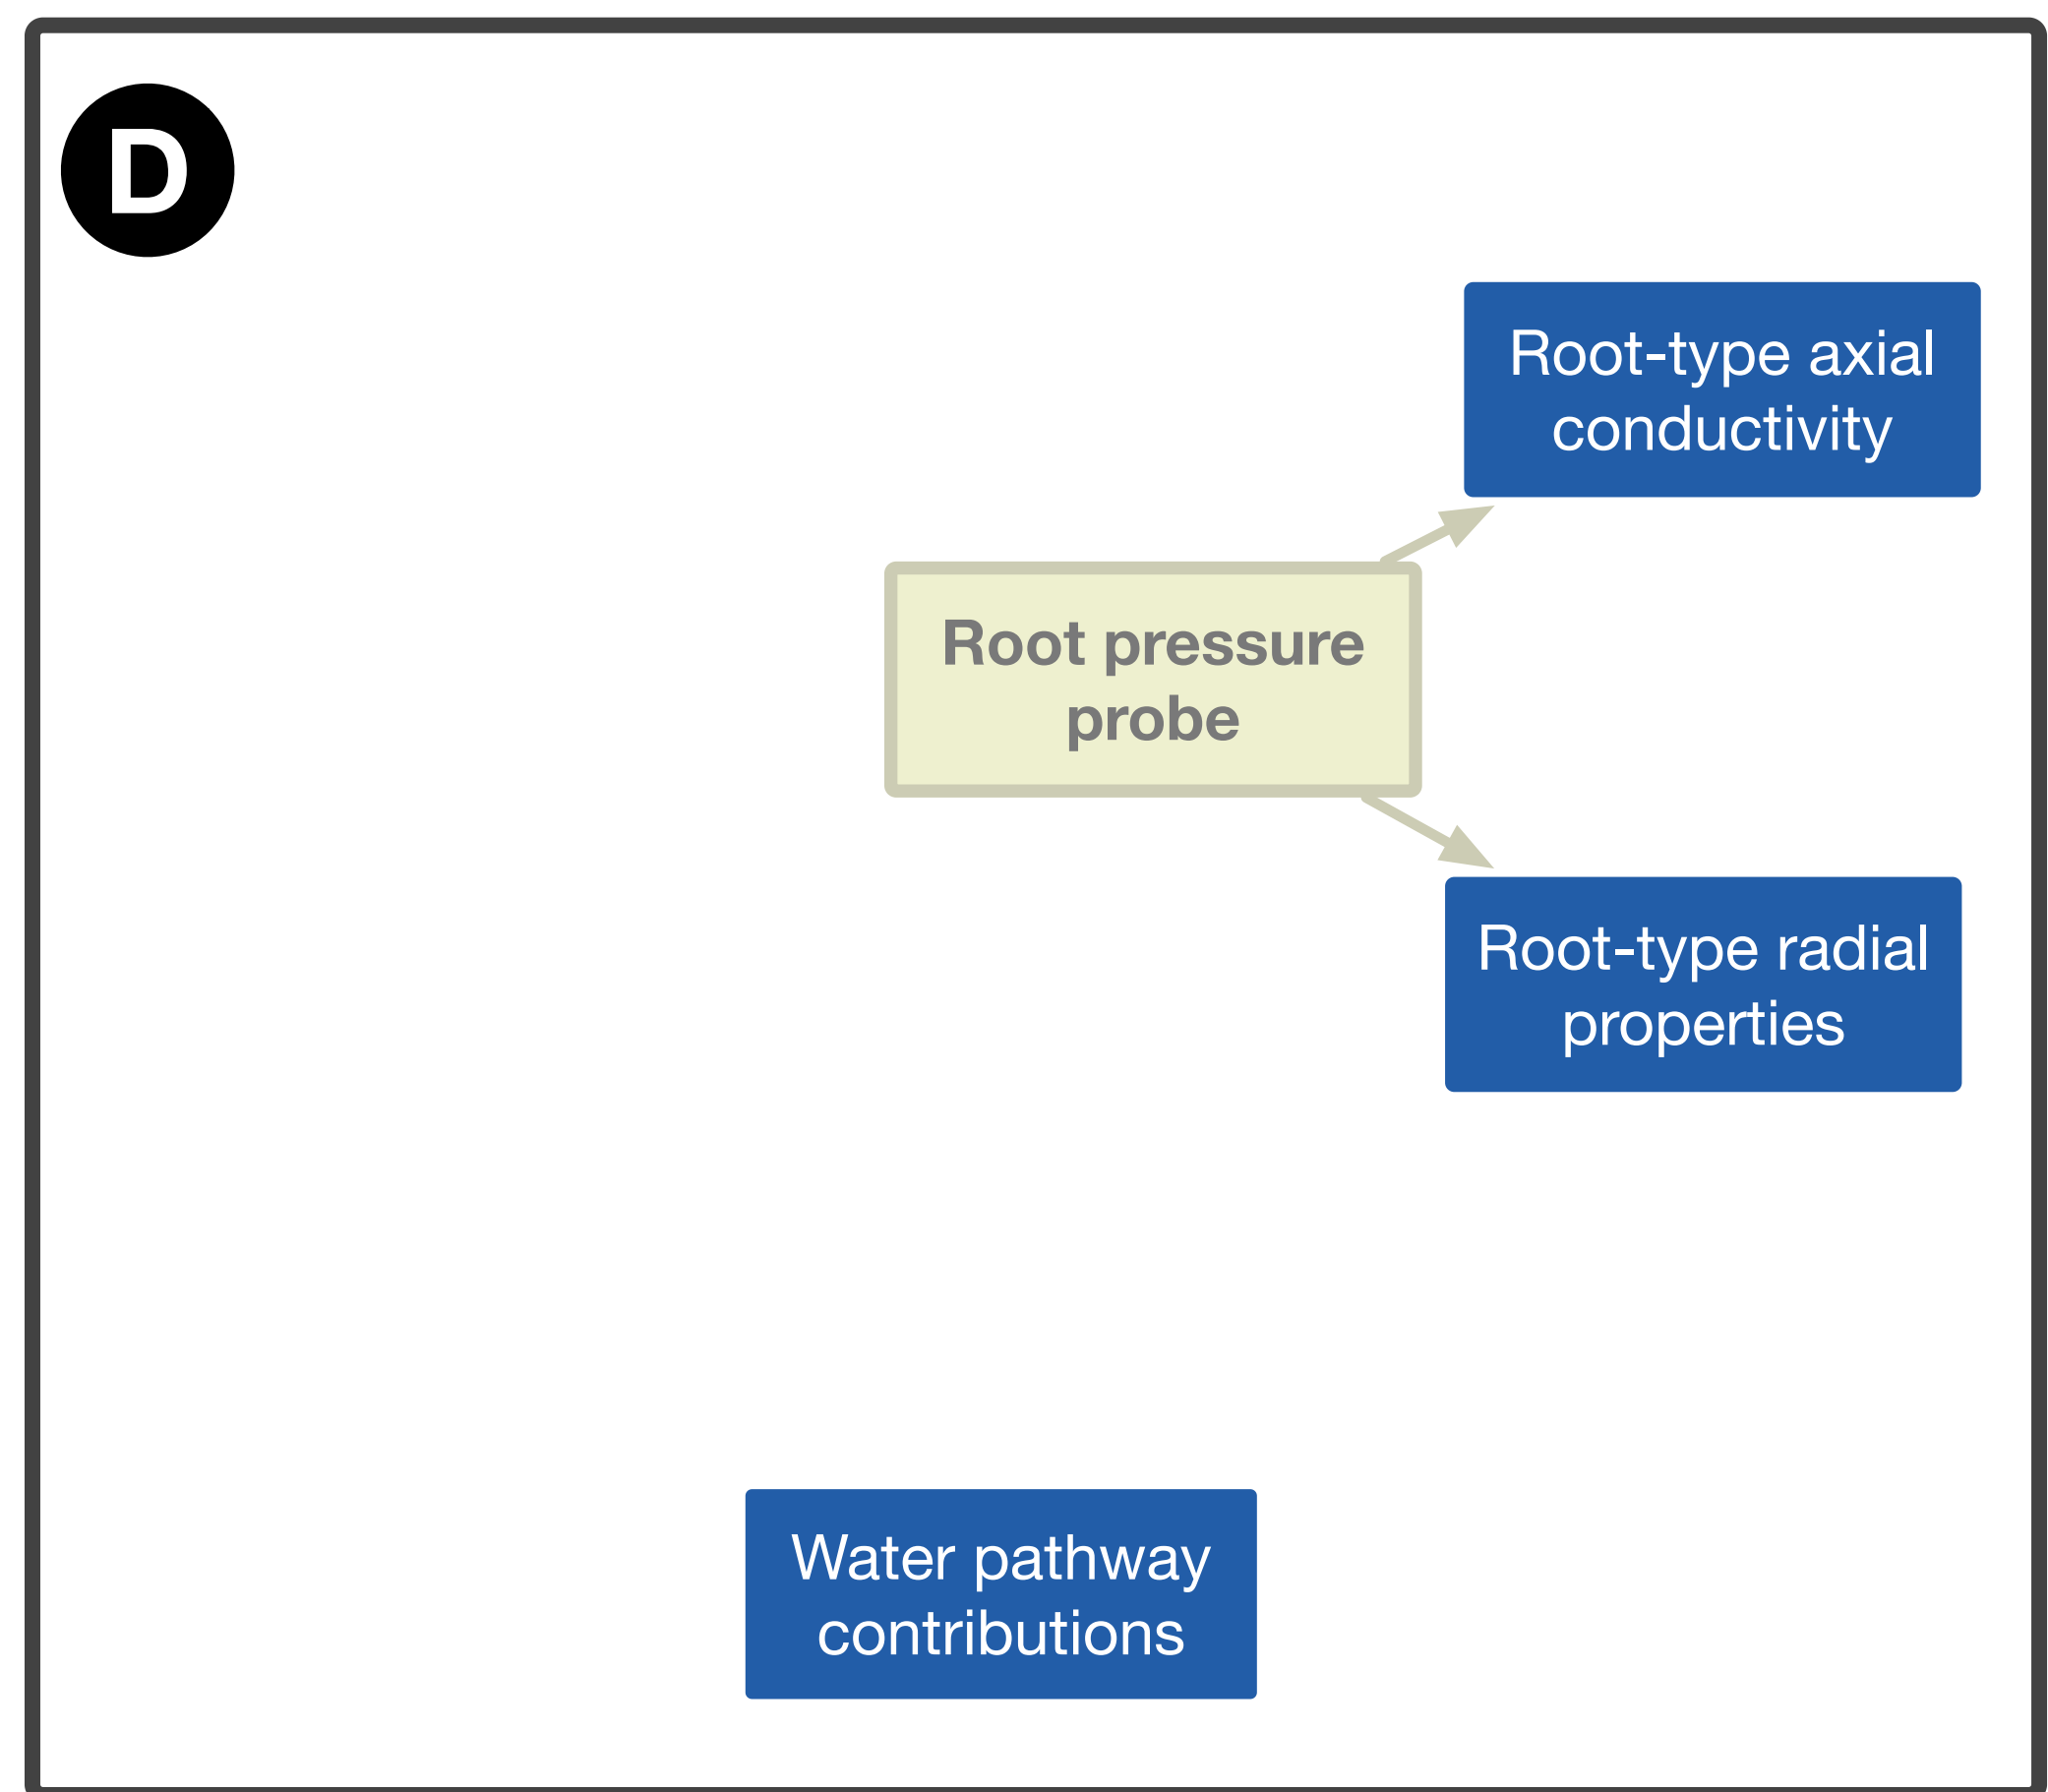 D
Root-type axial
conductivity
Root pressure
probe
Root-type radial
properties
Water pathway
contributions